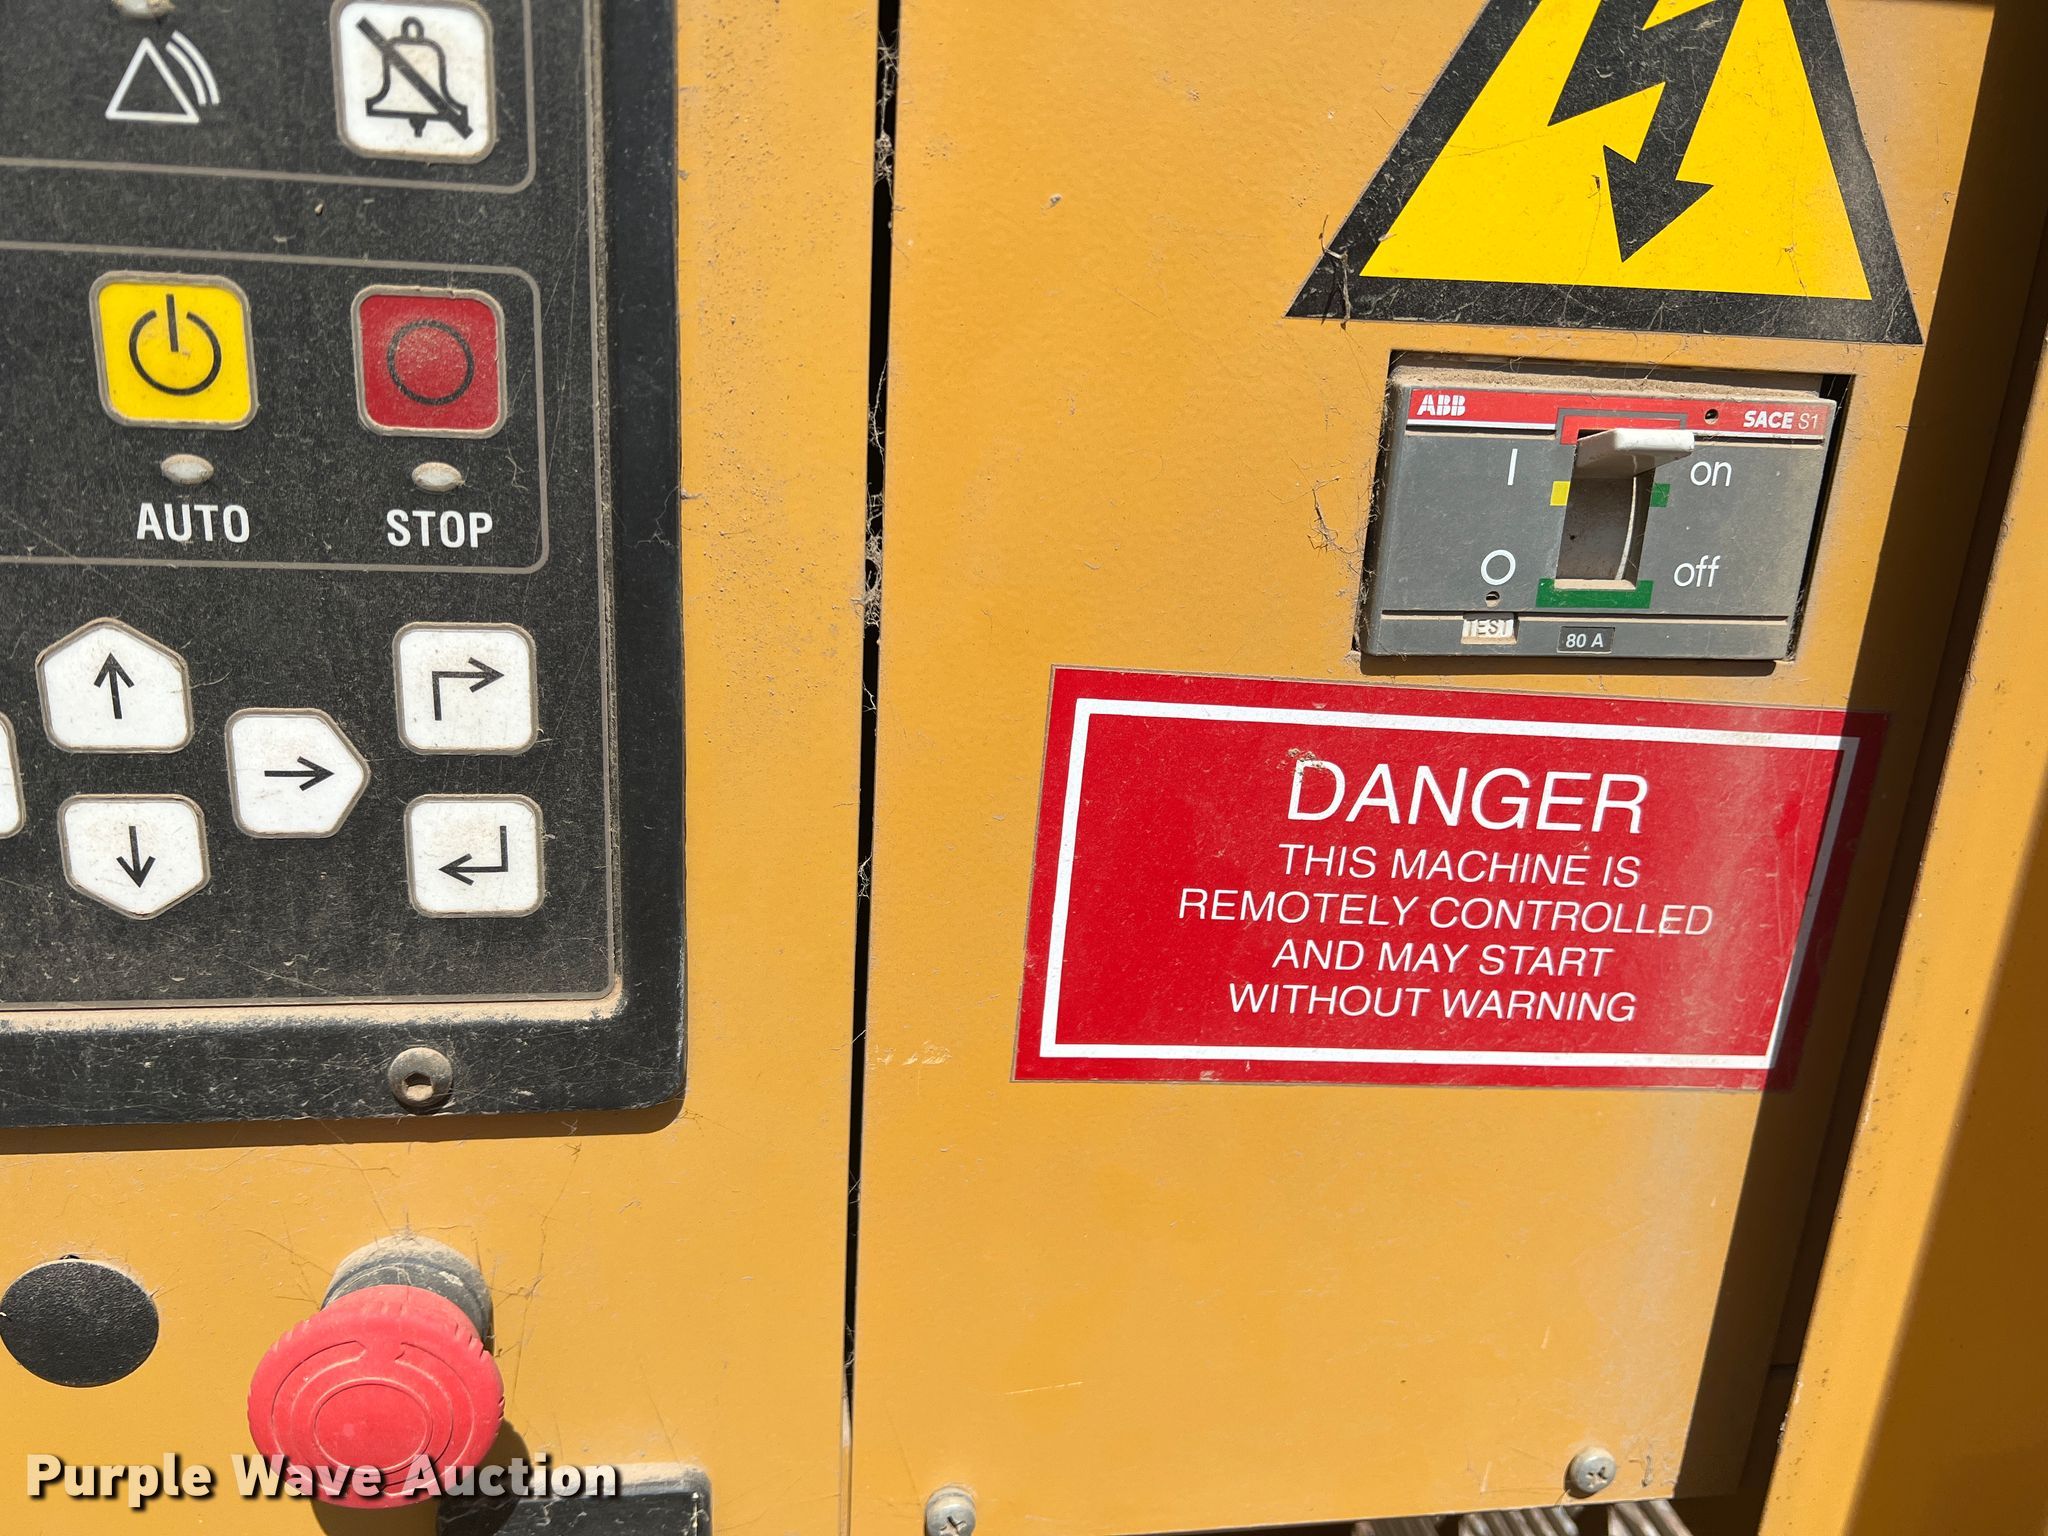 AUTO
STOP
ABB
SACE S1
I on
O off
TEST
80 A
DANGER
THIS MACHINE IS
REMOTELY CONTROLLED
AND MAY START
WITHOUT WARNING
Purple Wave Auction